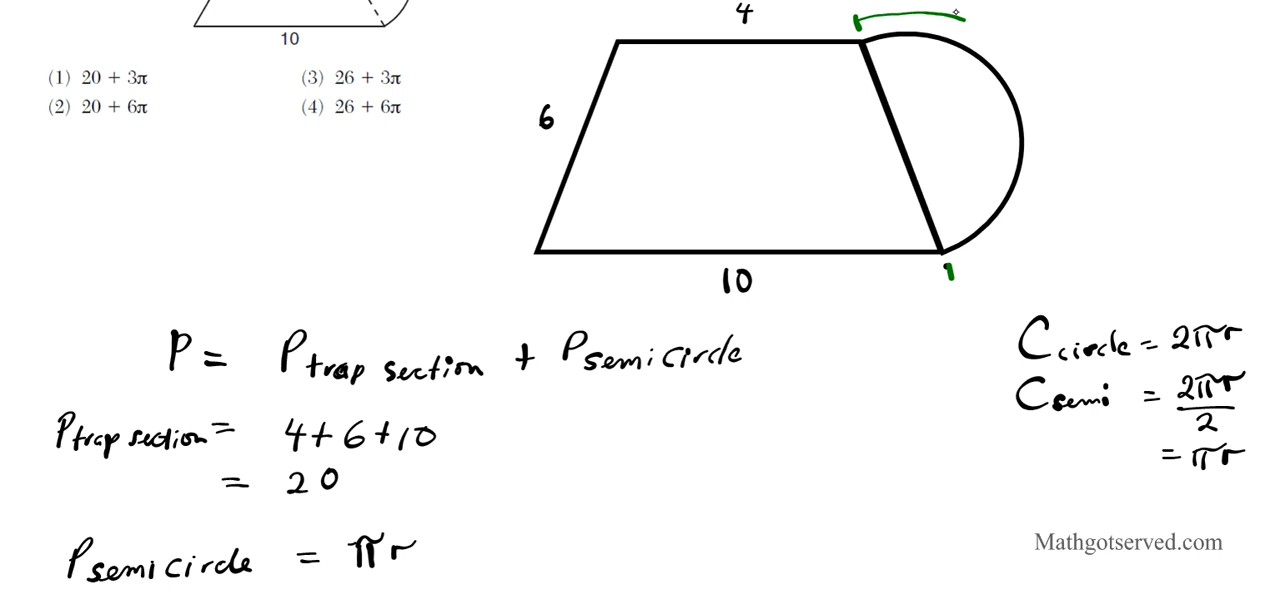 10
(1) 20 + 3π
(3) 26 + 3π
(2) 20 + 6π
(4) 26 + 6π
4
6
10
P = P trap section + P semicircle
P trap section = 4+6+10
= 20
P semicircle = πr
C circle = 2πr
C semi = 2πr/2
= πr
Mathgotserved.com